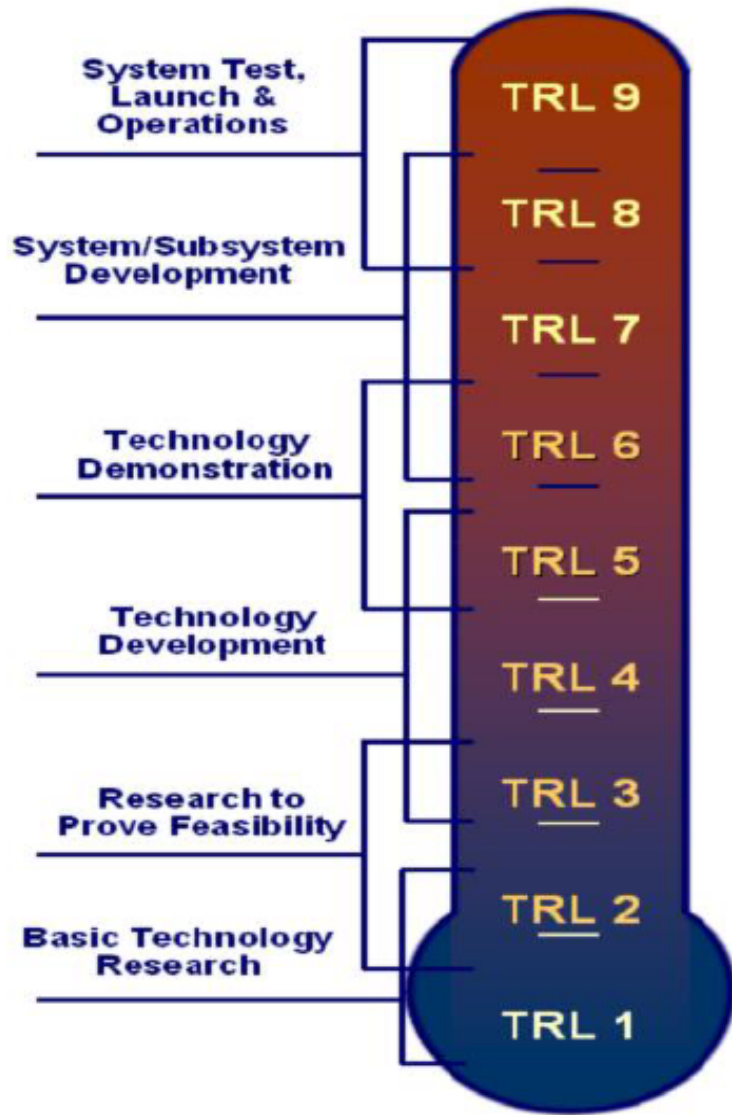 System Test,
Launch &
Operations
System/Subsystem
Development
Technology
Demonstration
Technology
Development
Research to
Prove Feasibility
Basic Technology
Research
TRL 9
TRL 8
TRL 7
TRL 6
TRL 5
TRL 4
TRL 3
TRL 2
TRL 1